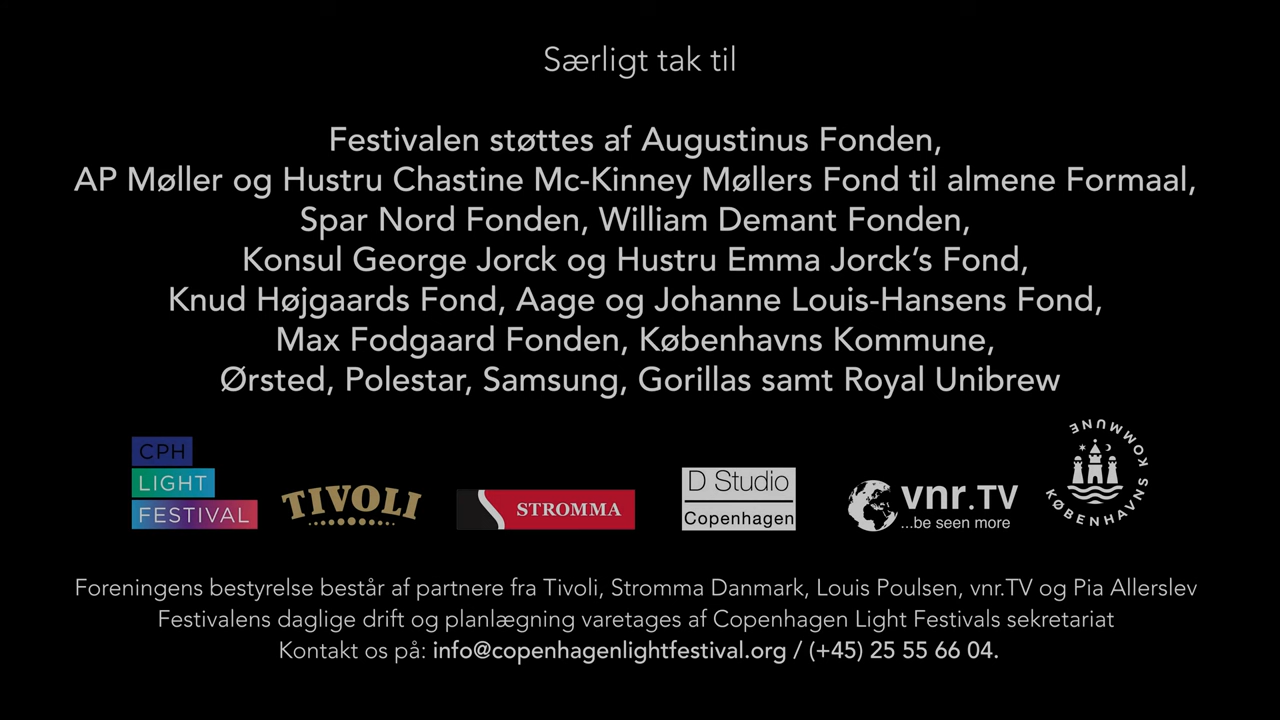 Særligt tak til
Festivalen støttes af Augustinus Fonden,
AP Møller og Hustru Chastine Mc-Kinney Møllers Fond til almene Formaal,
Spar Nord Fonden, William Demant Fonden,
Konsul George Jorck og Hustru Emma Jorck’s Fond,
Knud Højgaards Fond, Aage og Johanne Louis-Hansens Fond,
Max Fodgaard Fonden, Københavns Kommune,
Ørsted, Polestar, Samsung, Gorillas samt Royal Unibrew
CPH
LIGHT
FESTIVAL
TIVOLI
STROMMA
D Studio
Copenhagen
vnr.TV
...be seen more
KØBENHAVNS KOMMUNE
Foreningens bestyrelse består af partnere fra Tivoli, Stromma Danmark, Louis Poulsen, vnr.TV og Pia Allerslev
Festivalens daglige drift og planlægning varetages af Copenhagen Light Festivals sekretariat
Kontakt os på: info@copenhagenlightfestival.org / (+45) 25 55 66 04.